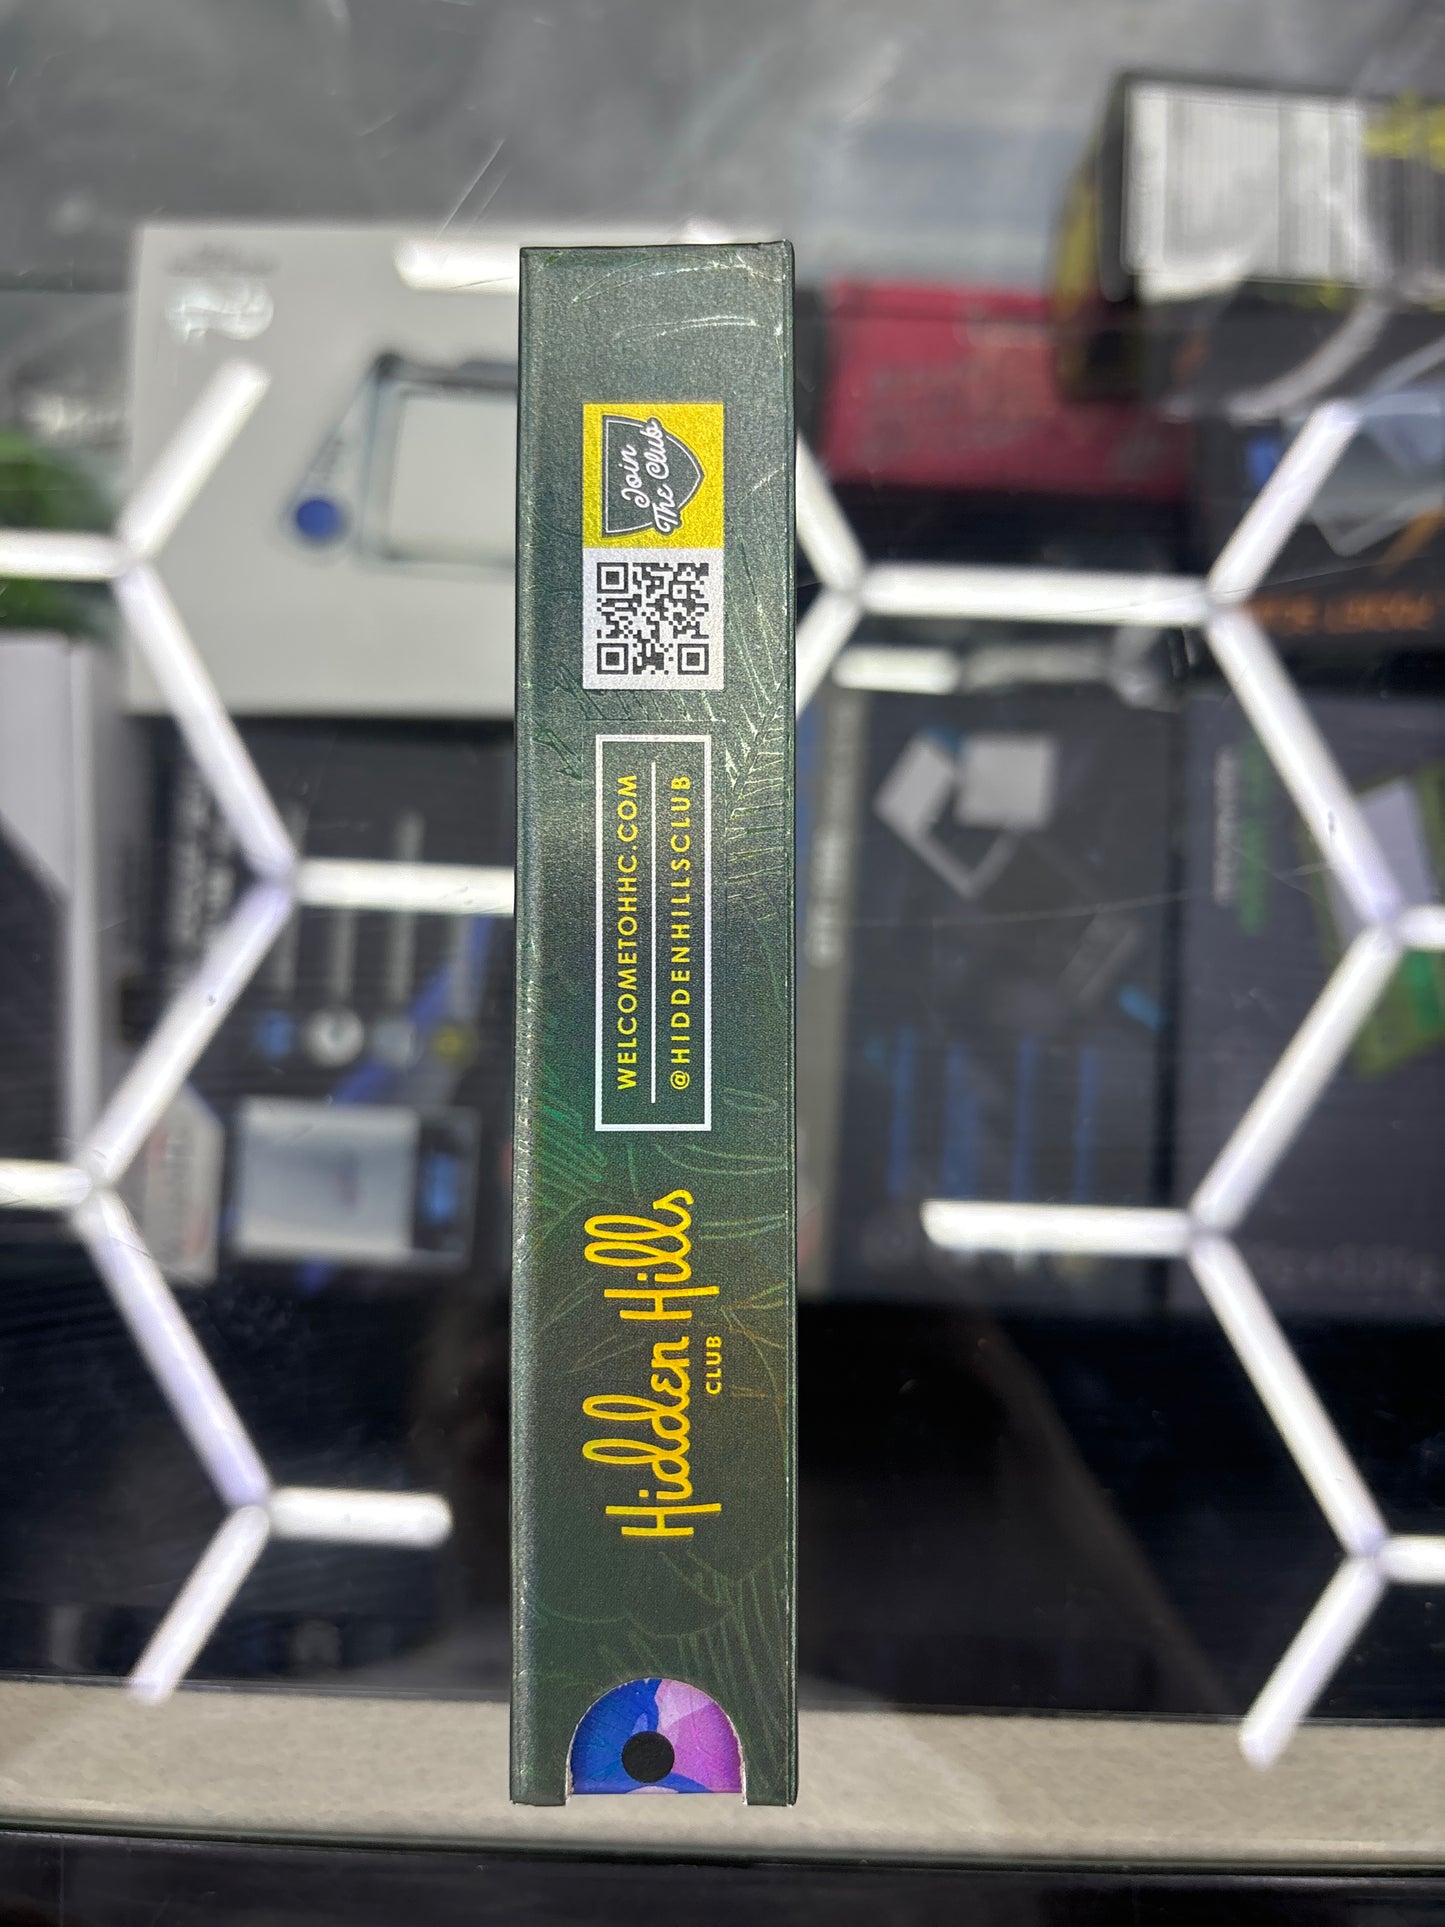 Hidden Hills
CLUB
WELCOMETOHHC.COM
@HIDDENHILLSCLUB
Join
The Club